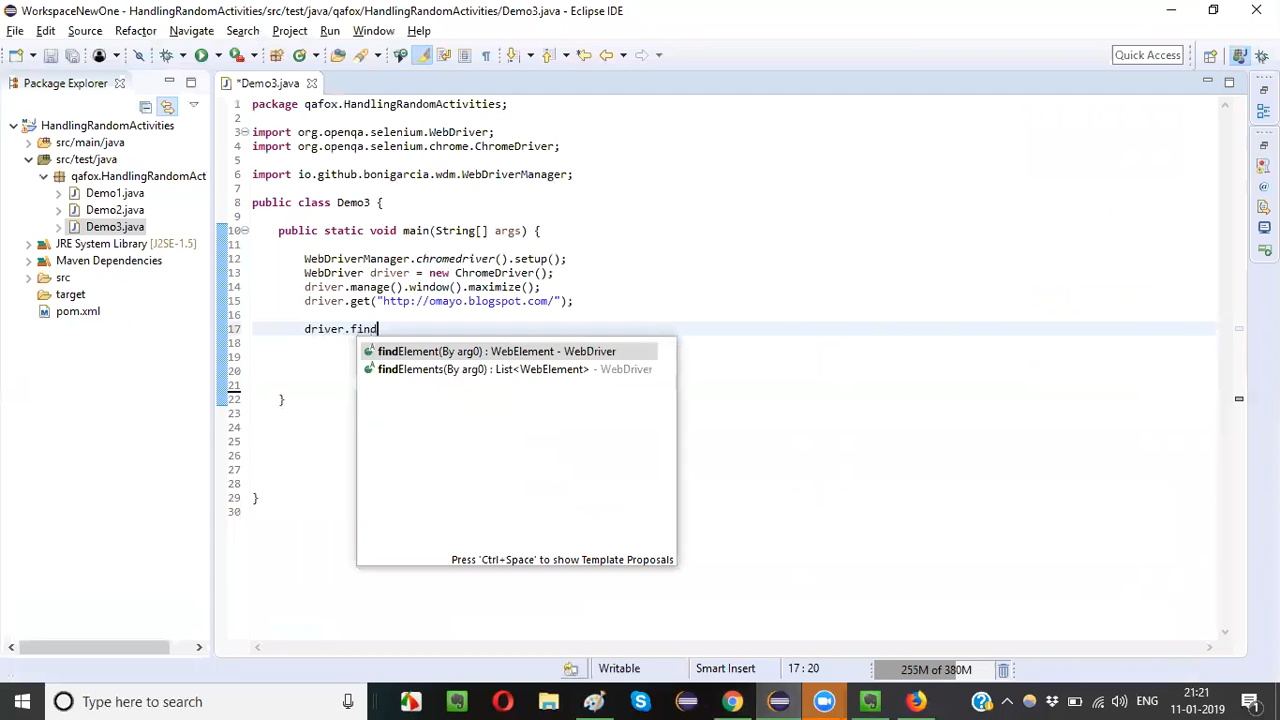 WorkspaceNewOne - HandlingRandomActivities/src/test/java/qafox/HandlingRandomActivities/Demo3.java - Eclipse IDE
File Edit Source Refactor Navigate Search Project Run Window Help
Quick Access
Package Explorer
*Demo3.java
HandlingRandomActivities
src/main/java
src/test/java
qafox.HandlingRandomAct
Demo1.java
Demo2.java
Demo3.java
JRE System Library [J2SE-1.5]
Maven Dependencies
src
target
pom.xml
1 package qafox.HandlingRandomActivities;
2
3 import org.openqa.selenium.WebDriver;
4 import org.openqa.selenium.chrome.ChromeDriver;
5
6 import io.github.bonigarcia.wdm.WebDriverManager;
7
8 public class Demo3 {
9
10 public static void main(String[] args) {
11
12 WebDriverManager.chromedriver().setup();
13 WebDriver driver = new ChromeDriver();
14 driver.manage().window().maximize();
15 driver.get("http://omayo.blogspot.com/");
16
17 driver.find
18
19
20
21
22 }
23
24
25
26
27
28
29 }
30
findElement(By arg0) : WebElement - WebDriver
findElements(By arg0) : List<WebElement> - WebDriver
Press 'Ctrl+Space' to show Template Proposals
Writable Smart Insert 17 : 20 255M of 380M
Type here to search
ENG
21:21
11-01-2019